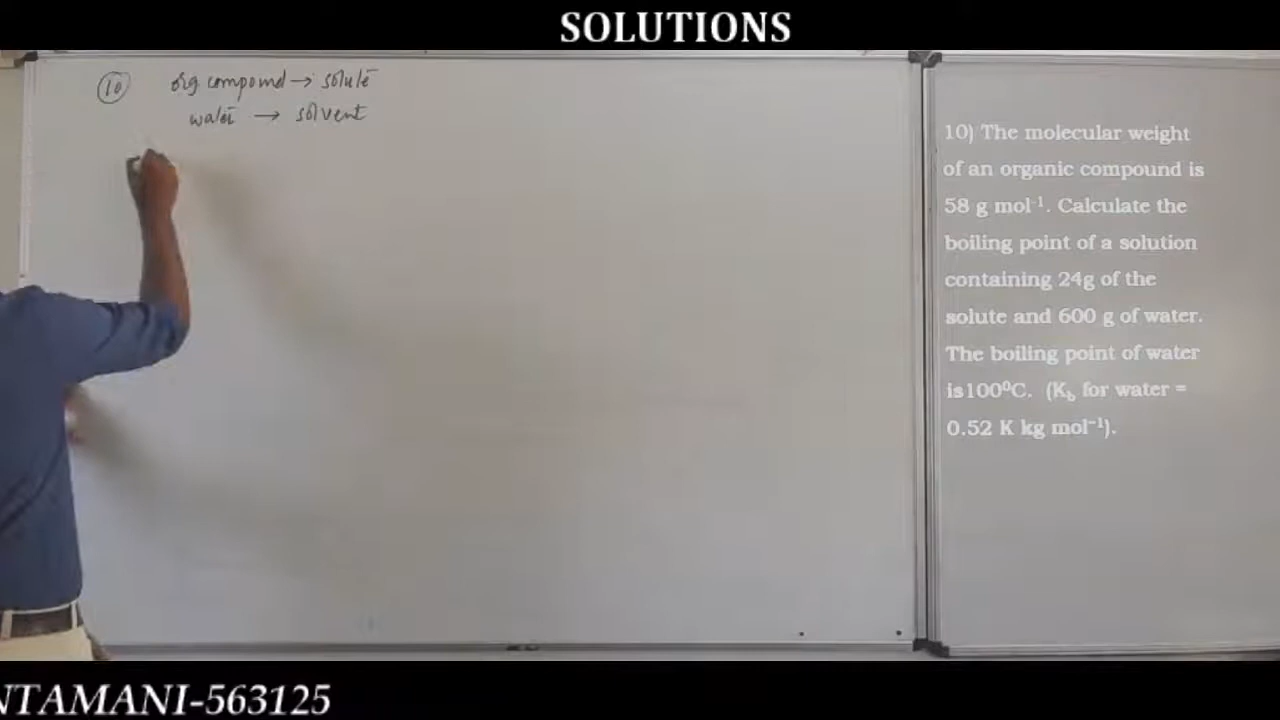 SOLUTIONS
10 org compound → solute
water → solvent
10) The molecular weight
of an organic compound is
58 g mol⁻¹. Calculate the
boiling point of a solution
containing 24g of the
solute and 600 g of water.
The boiling point of water
is100⁰C. (K_b for water =
0.52 K kg mol⁻¹).
NTAMANI-563125